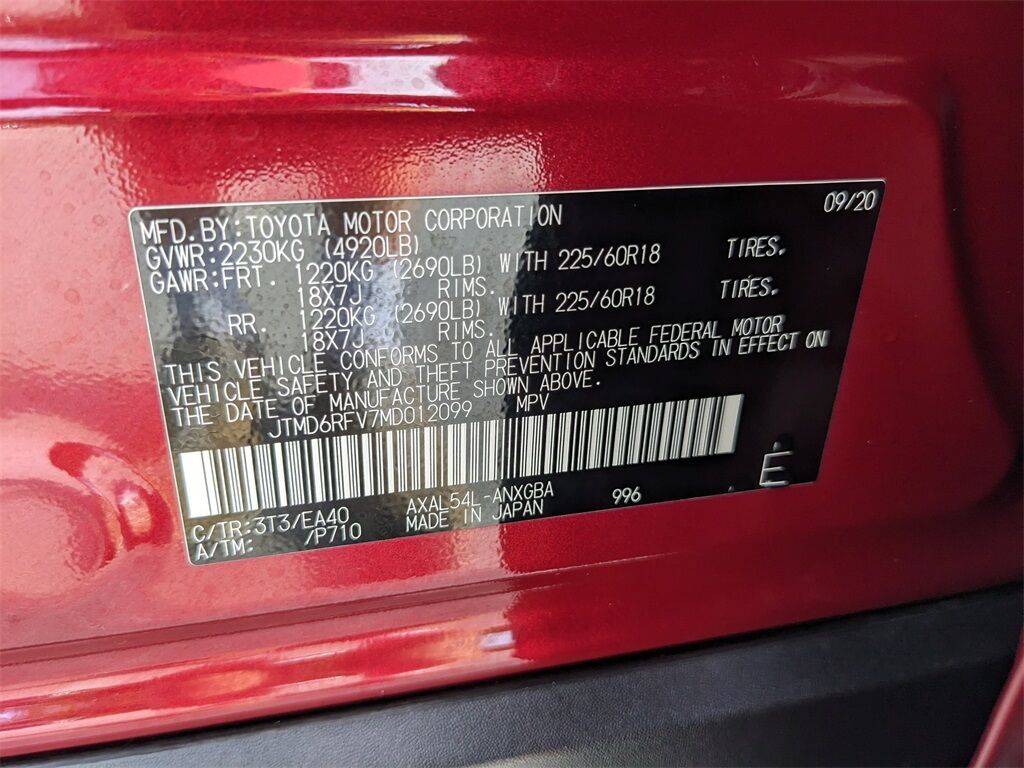 09/20
MFD. BY: TOYOTA MOTOR CORPORATION
GVWR: 2230KG (4920LB)
GAWR: FRT. 1220KG (2690LB) WITH 225/60R18 TIRES.
18X7J RIMS.
RR. 1220KG (2690LB) WITH 225/60R18 TIRES.
18X7J RIMS.
THIS VEHICLE CONFORMS TO ALL APPLICABLE FEDERAL MOTOR
VEHICLE SAFETY AND THEFT PREVENTION STANDARDS IN EFFECT ON
THE DATE OF MANUFACTURE SHOWN ABOVE.
JTMD6RFV7MD012099 MPV
E
C/TR: 3T3/EA40 AXAL54L-ANXGBA 996
A/TM: /P710 MADE IN JAPAN